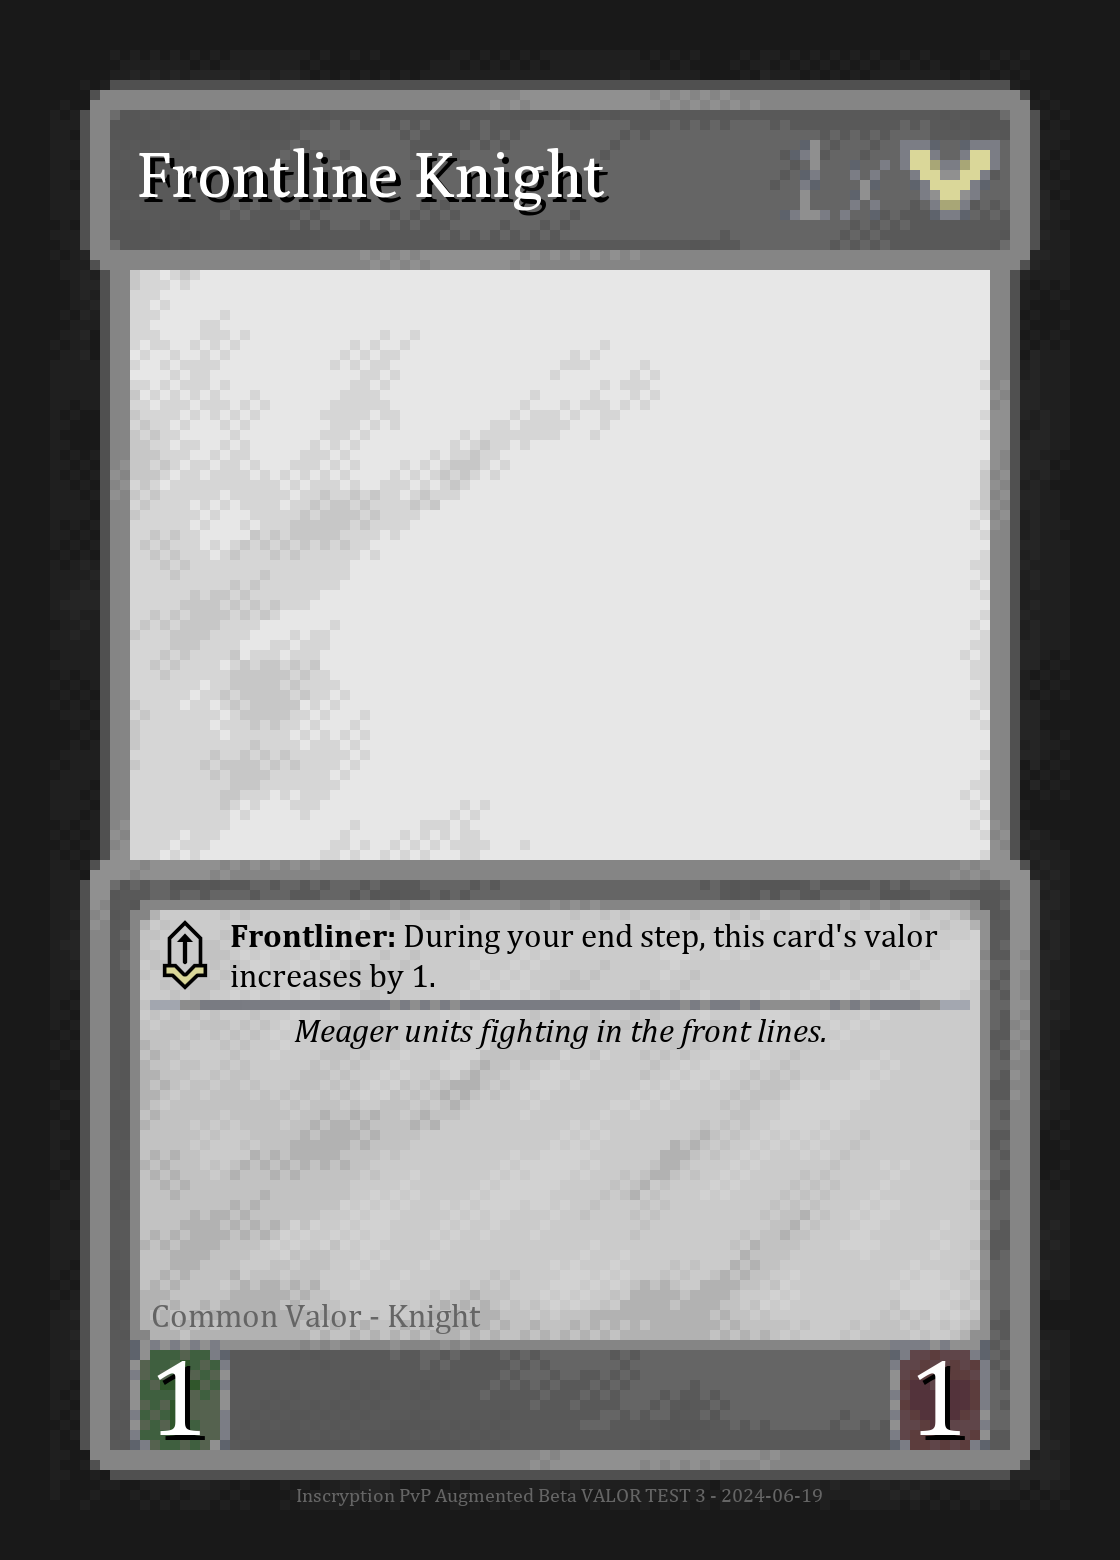 Frontline Knight 1x
Frontliner: During your end step, this card's valor
increases by 1.
Meager units fighting in the front lines.
Common Valor - Knight
1 1
Inscryption PvP Augmented Beta VALOR TEST 3 - 2024-06-19